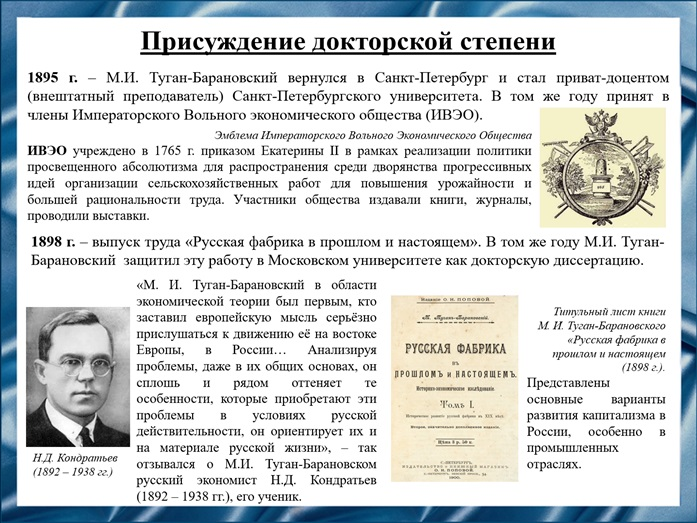 Присуждение докторской степени
1895 г. – М.И. Туган-Барановский вернулся в Санкт-Петербург и стал приват-доцентом
(внештатный преподаватель) Санкт-Петербургского университета. В том же году принят в
члены Императорского Вольного экономического общества (ИВЭО).
Эмблема Императорского Вольного Экономического Общества
ИВЭО учреждено в 1765 г. приказом Екатерины II в рамках реализации политики
просвещенного абсолютизма для распространения среди дворянства прогрессивных
идей организации сельскохозяйственных работ для повышения урожайности и
большей рациональности труда. Участники общества издавали книги, журналы,
проводили выставки.
1898 г. – выпуск труда «Русская фабрика в прошлом и настоящем». В том же году М.И. Туган-
Барановский защитил эту работу в Московском университете как докторскую диссертацию.
«М. И. Туган-Барановский в области
экономической теории был первым, кто
заставил европейскую мысль серьёзно
прислушаться к движению её на востоке
Европы, в России… Анализируя
проблемы, даже в их общих основах, он
сплошь и рядом оттеняет те
особенности, которые приобретают эти
проблемы в условиях русской
действительности, он ориентирует их и
на материале русской жизни», – так
отзывался о М.И. Туган-Барановском
русский экономист Н.Д. Кондратьев
(1892 – 1938 гг.), его ученик.
Н.Д. Кондратьев
(1892 – 1938 гг.)
Изданіе О. Н. ПОПОВОЙ.
М. Туганъ-Барановскій.
РУССКАЯ ФАБРИКА
въ
ПРОШЛОМЪ и НАСТОЯЩЕМЪ.
Историко-экономическое изслѣдованіе.
Томъ I.
Историческое развитіе русской фабрики въ XIX вѣкѣ.
Цѣна 2 р. 50 к.
С.-ПЕТЕРБУРГЪ.
Титульный лист книги
М. И. Туган-Барановского
«Русская фабрика в
прошлом и настоящем
(1898 г.).
Представлены
основные варианты
развития капитализма в
России, особенно в
промышленных
отраслях.